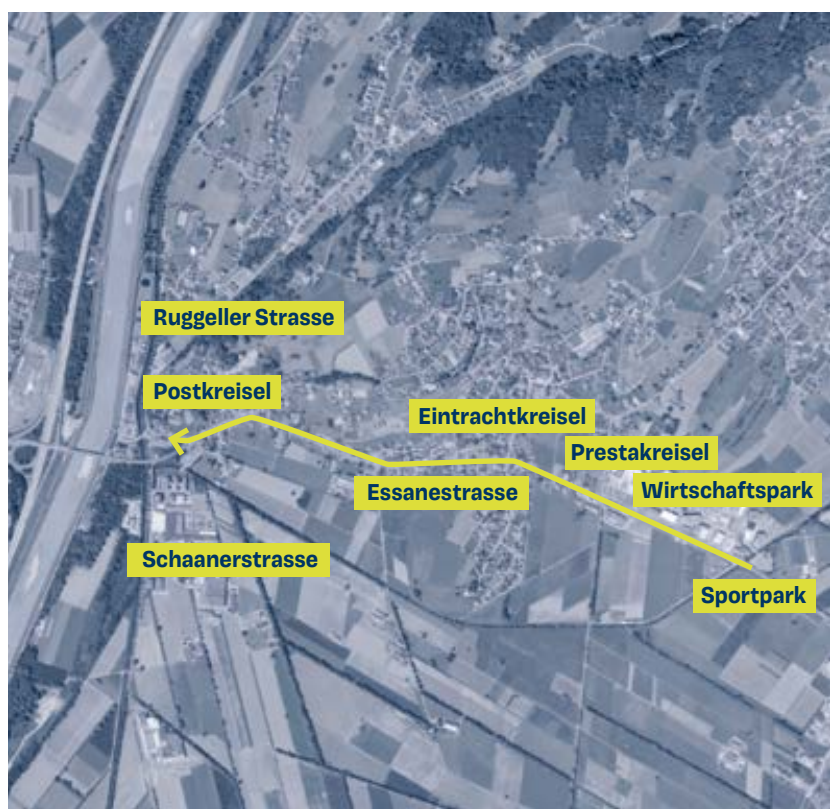 Ruggeller Strasse
Postkreisel
Eintrachtkreisel
Prestakreisel
Essanestrasse
Wirtschaftspark
Schaanerstrasse
Sportpark